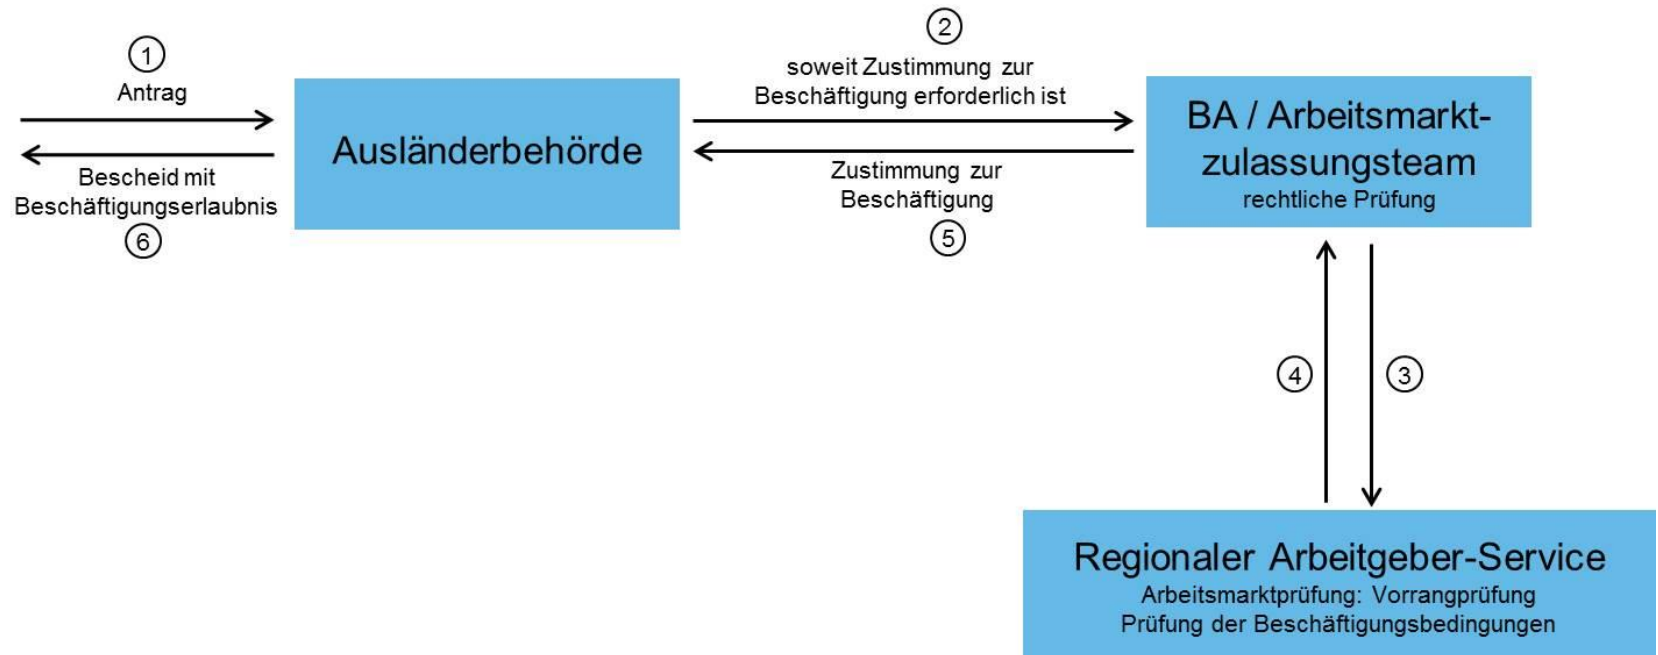 1
Antrag
Bescheid mit
Beschäftigungserlaubnis
6
Ausländerbehörde
2
soweit Zustimmung zur
Beschäftigung erforderlich ist
Zustimmung zur
Beschäftigung
5
BA / Arbeitsmarkt-
zulassungsteam
rechtliche Prüfung
4
3
Regionaler Arbeitgeber-Service
Arbeitsmarktprüfung: Vorrangprüfung
Prüfung der Beschäftigungsbedingungen